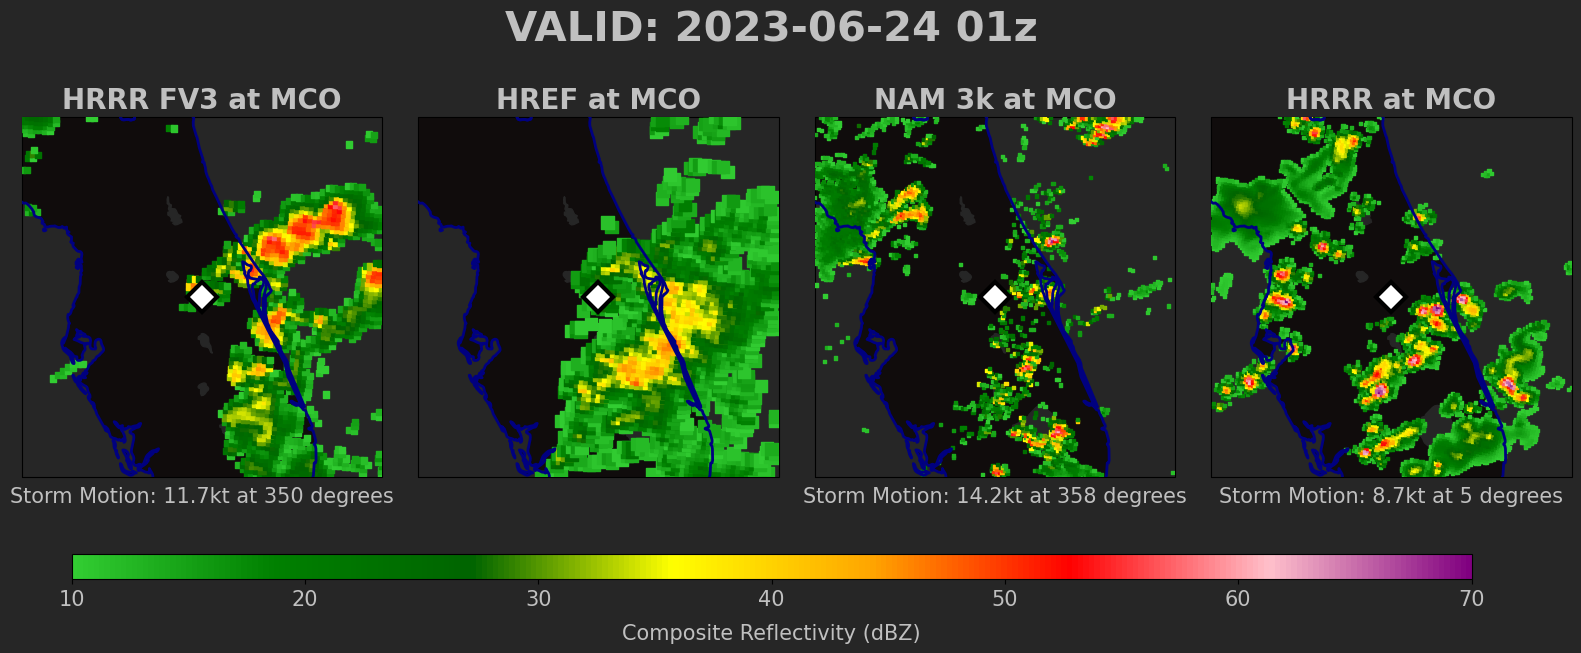 VALID: 2023-06-24 01z
HRRR FV3 at MCO
HREF at MCO
NAM 3k at MCO
HRRR at MCO
Storm Motion: 11.7kt at 350 degrees
Storm Motion: 14.2kt at 358 degrees
Storm Motion: 8.7kt at 5 degrees
10 20 30 40 50 60 70
Composite Reflectivity (dBZ)